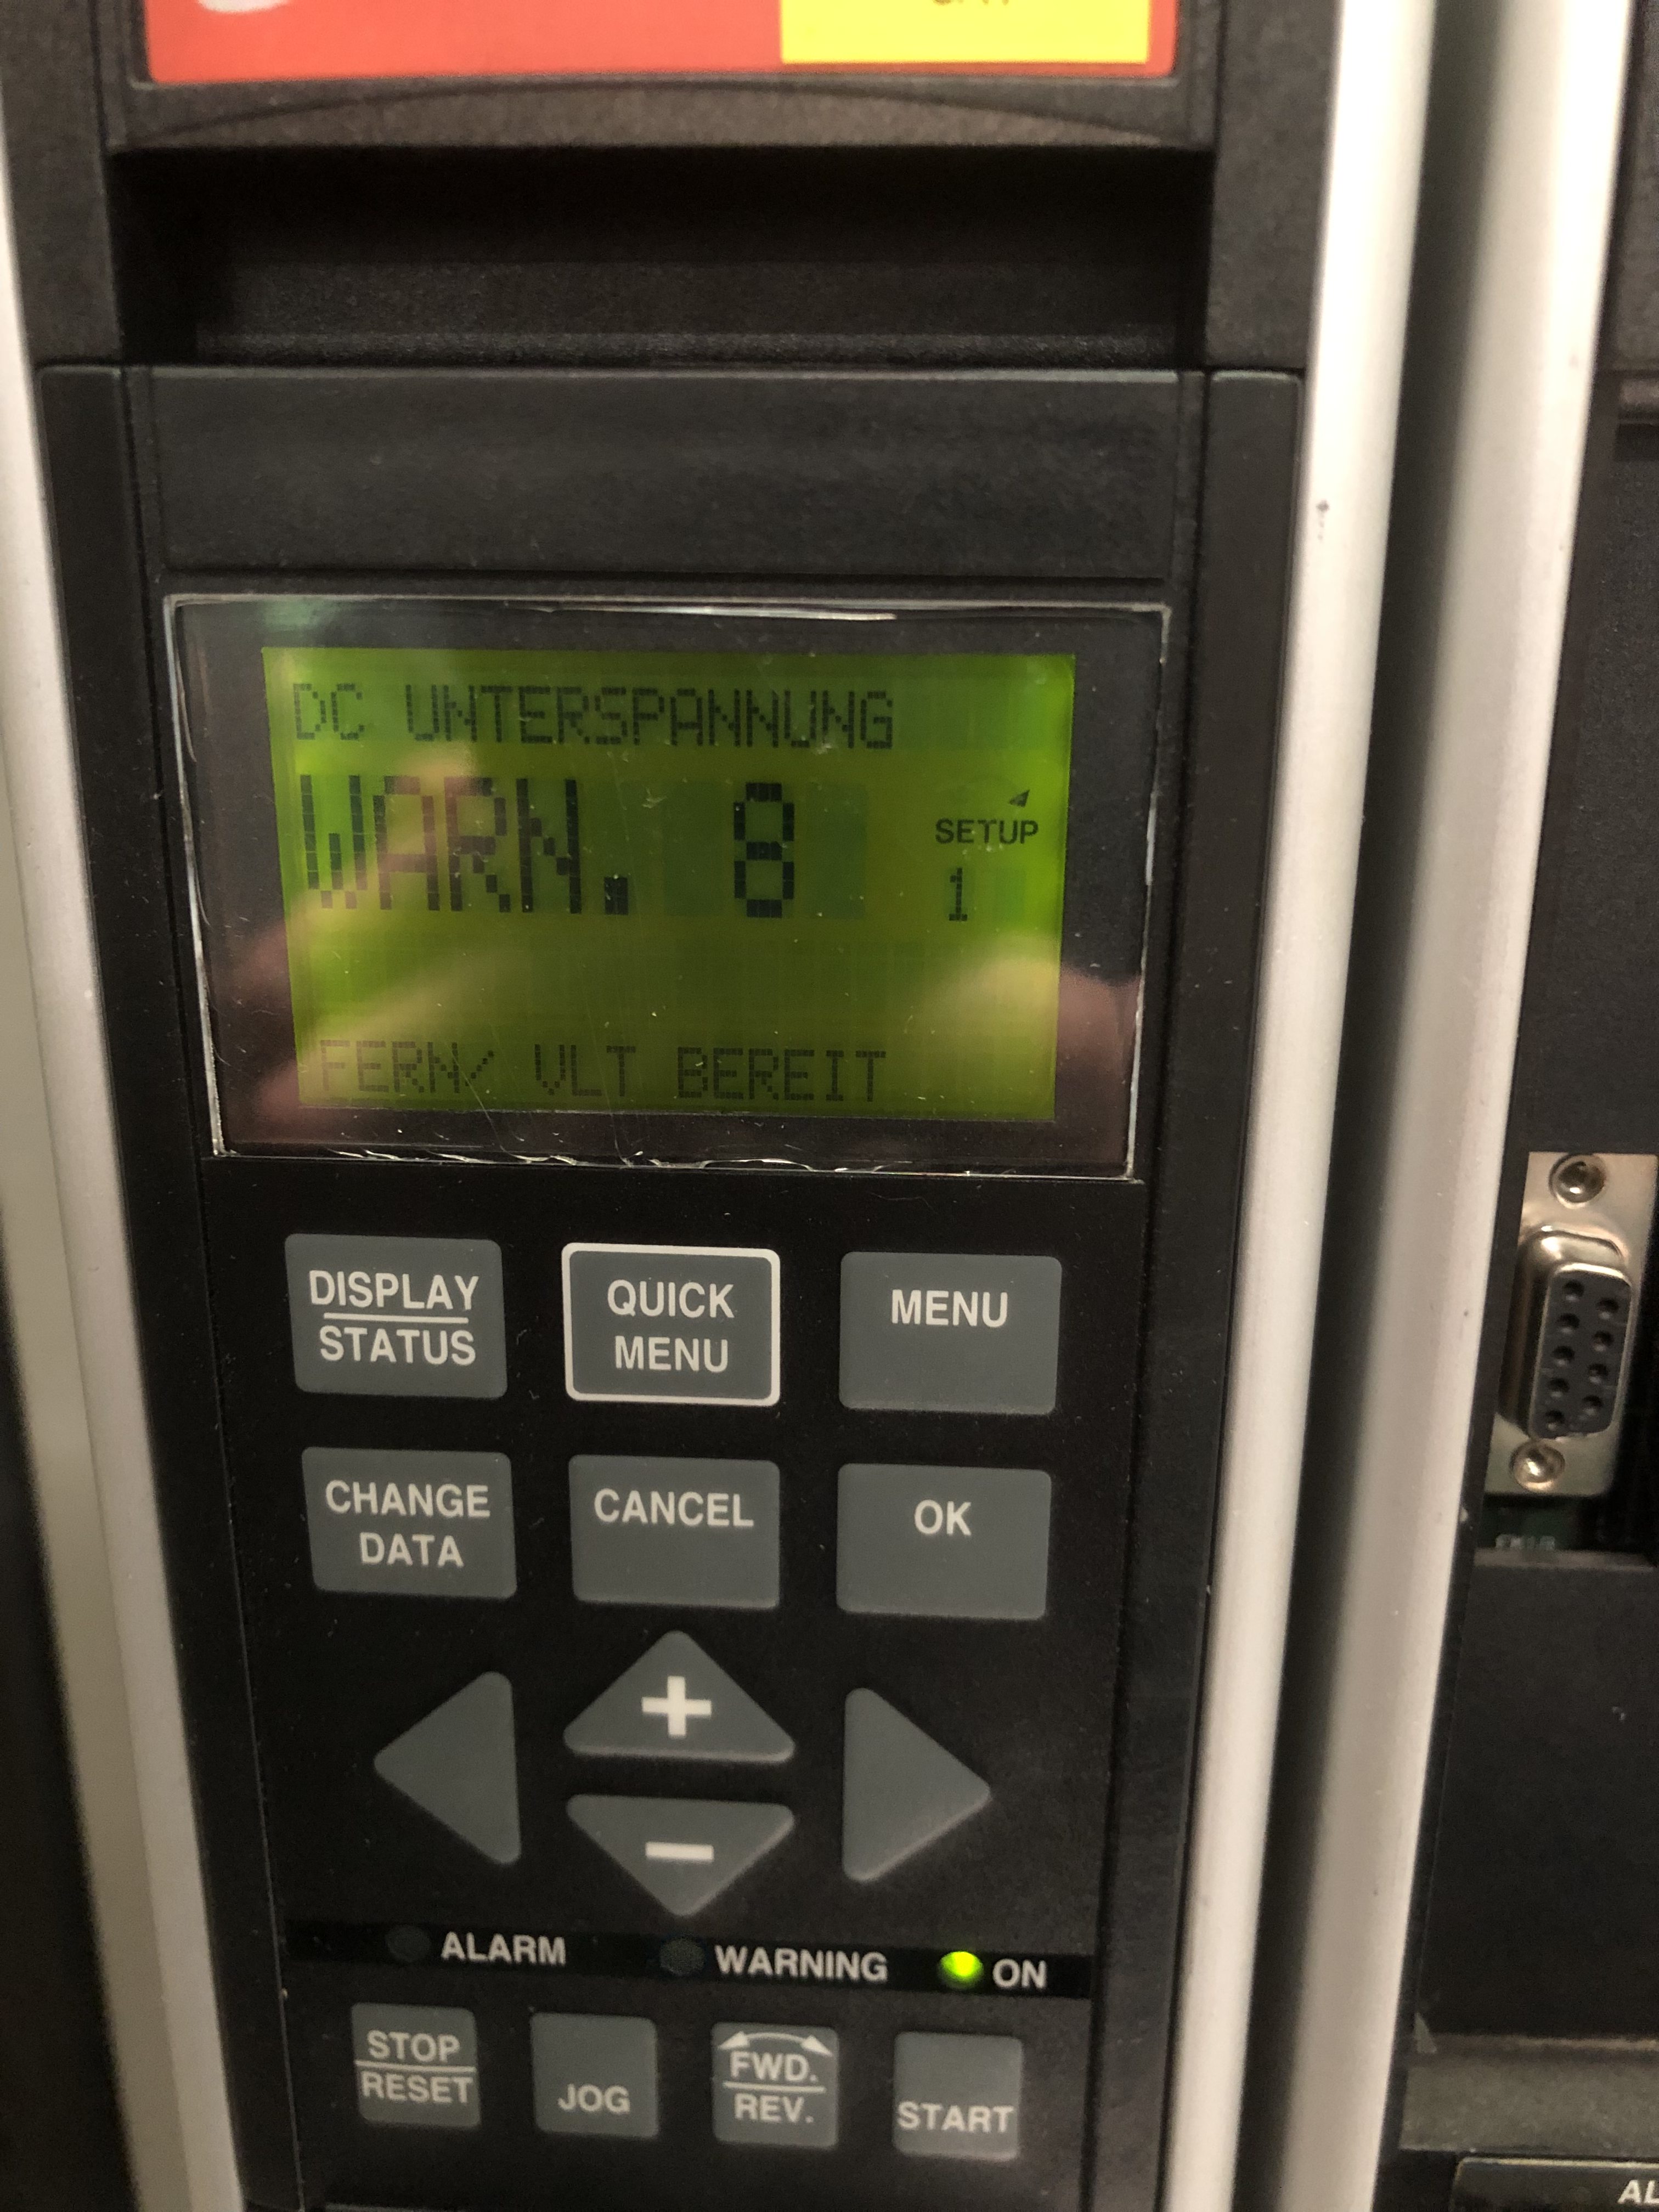 DC UNTERSPANNUNG
WARN. 8
SETUP
1
FERN/ VLT BEREIT
DISPLAY
STATUS
QUICK
MENU
MENU
CHANGE
DATA
CANCEL
OK
+
−
ALARM
WARNING
ON
STOP
RESET
JOG
FWD.
REV.
START